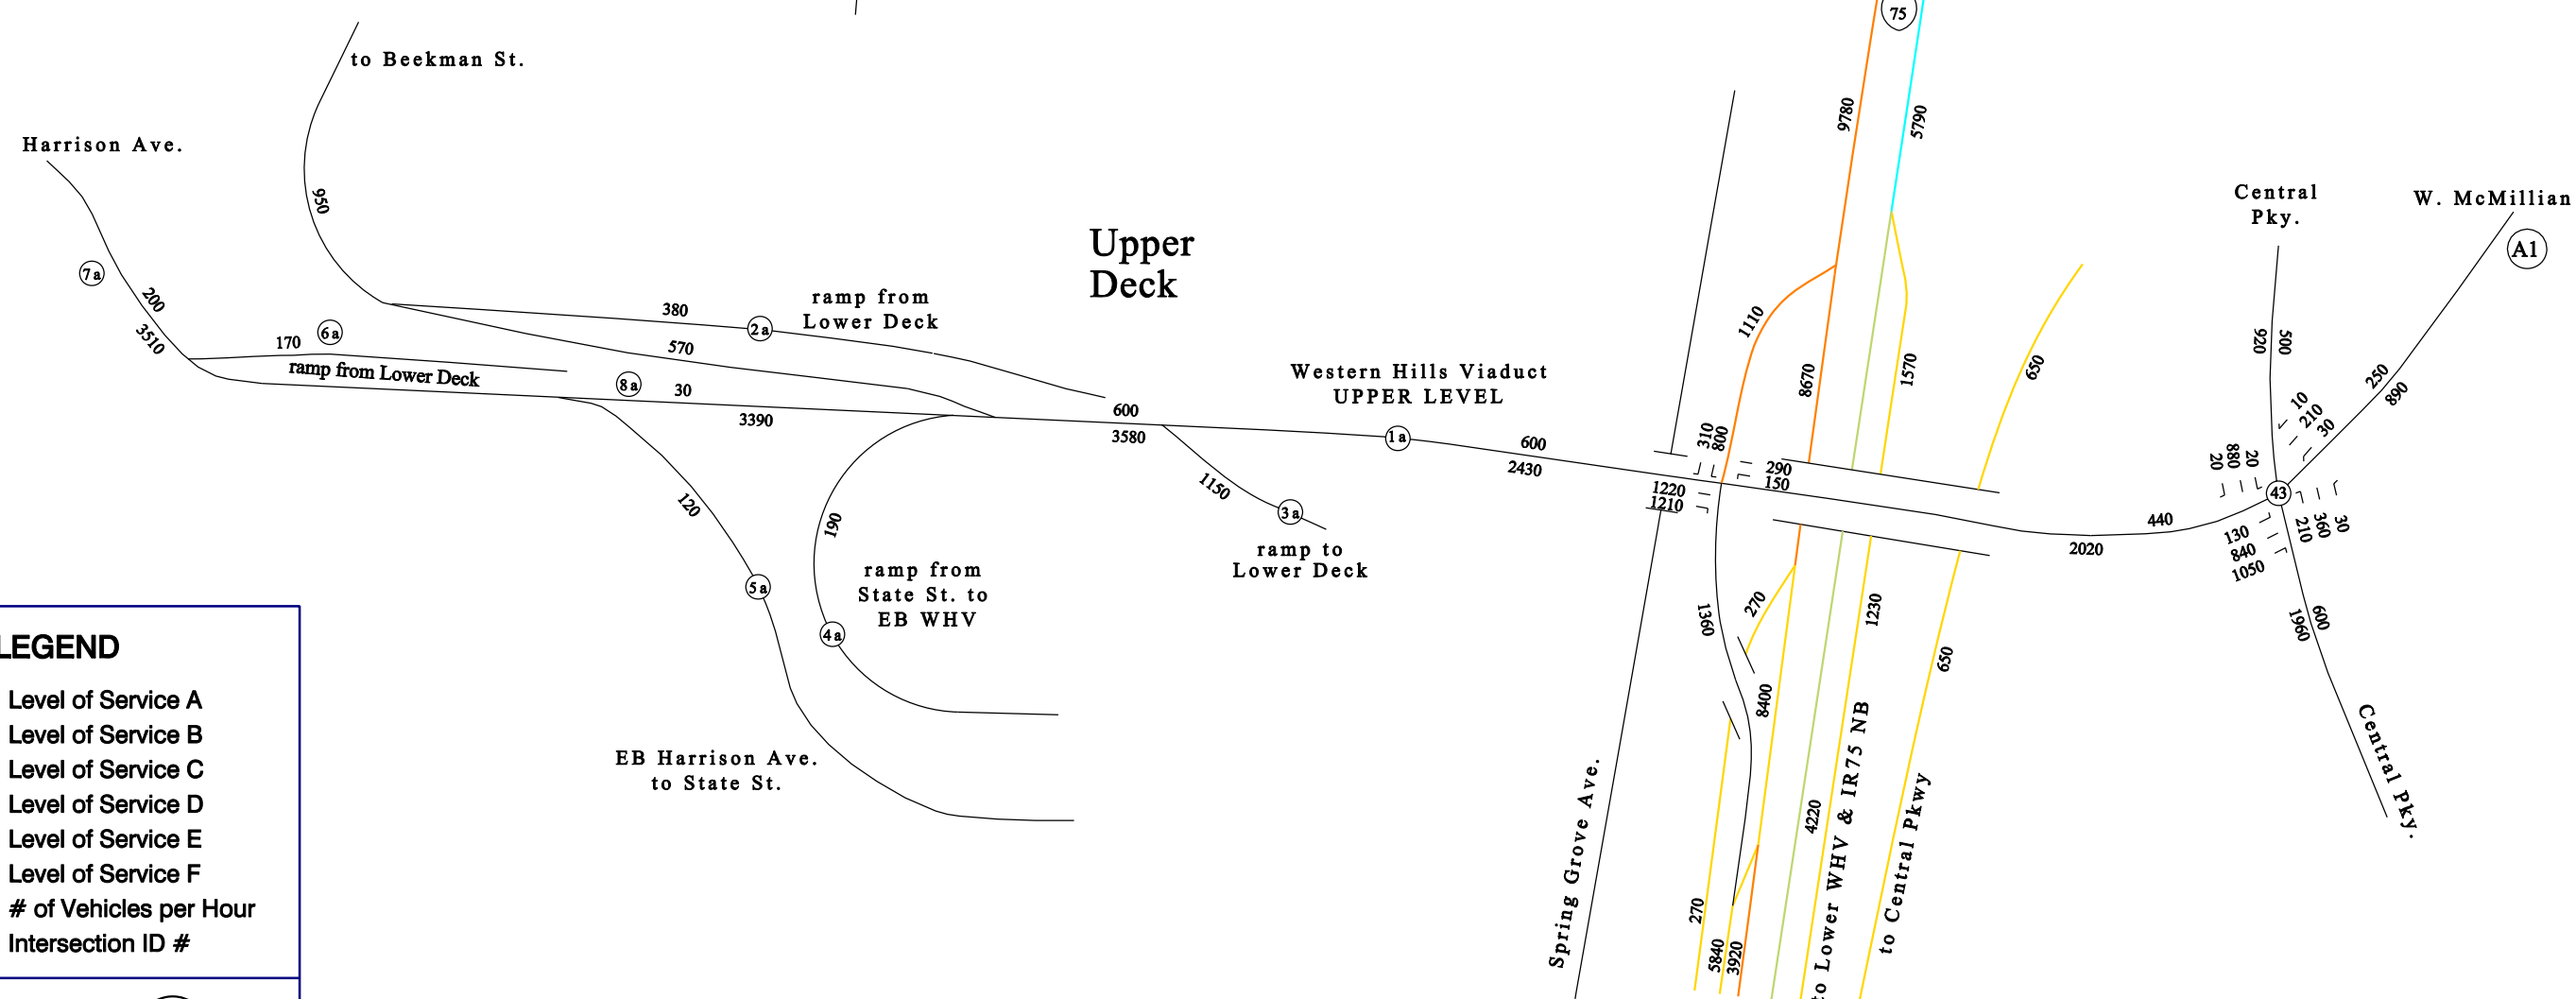 75
to Beekman St.
Harrison Ave.
9780
5790
Central
Pky.
W. McMillian
A1
950
Upper
Deck
7a
200
3510
380
ramp from
Lower Deck
2a
6a
170
ramp from Lower Deck
570
8a
30
3390
1110
8670
1570
650
920
500
250
890
Western Hills Viaduct
UPPER LEVEL
600
3580
1a
600
2430
310
800
290
150
1220
1210
10
210
30
20
880
20
43
130
840
1050
210
360
30
440
2020
1150
3a
ramp to
Lower Deck
120
190
5a
4a
ramp from
State St. to
EB WHV
1360
270
8400
1230
650
1960
600
EB Harrison Ave.
to State St.
Spring Grove Ave.
270
5840
3920
4220
to Lower WHV & IR75 NB
to Central Pkwy
Central Pky.
LEGEND
Level of Service A
Level of Service B
Level of Service C
Level of Service D
Level of Service E
Level of Service F
# of Vehicles per Hour
Intersection ID #